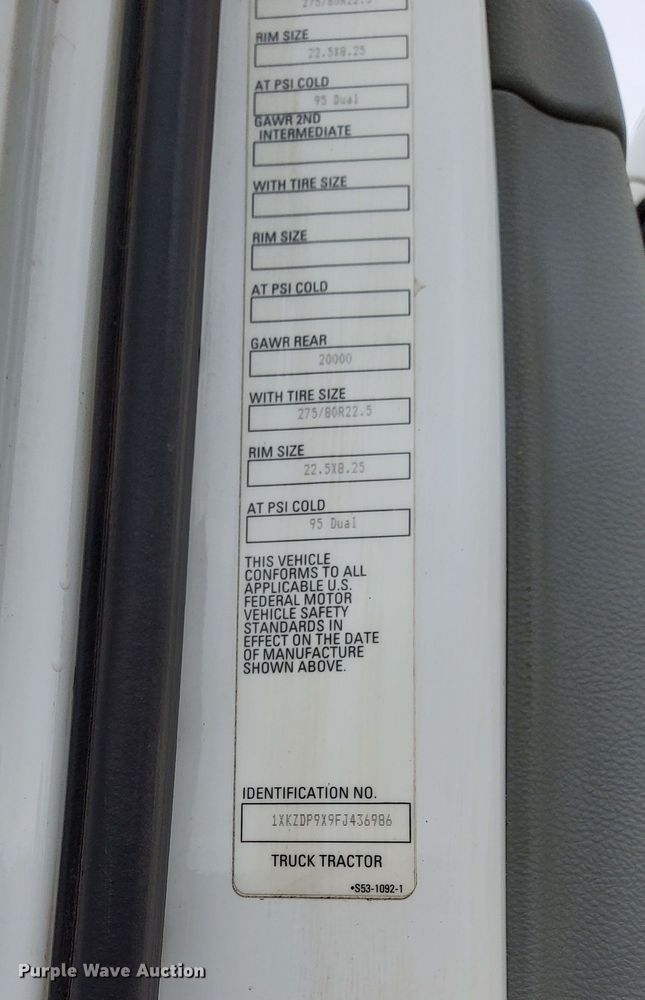 275/80R22.5
RIM SIZE
22.5X8.25
AT PSI COLD
95 Dual
GAWR 2ND
INTERMEDIATE
WITH TIRE SIZE
RIM SIZE
AT PSI COLD
GAWR REAR
20000
WITH TIRE SIZE
275/80R22.5
RIM SIZE
22.5X8.25
AT PSI COLD
95 Dual
THIS VEHICLE
CONFORMS TO ALL
APPLICABLE U.S.
FEDERAL MOTOR
VEHICLE SAFETY
STANDARDS IN
EFFECT ON THE DATE
OF MANUFACTURE
SHOWN ABOVE.
IDENTIFICATION NO.
1XKZDP9X9FJ436986
TRUCK TRACTOR
•S53-1092-1
Purple Wave Auction